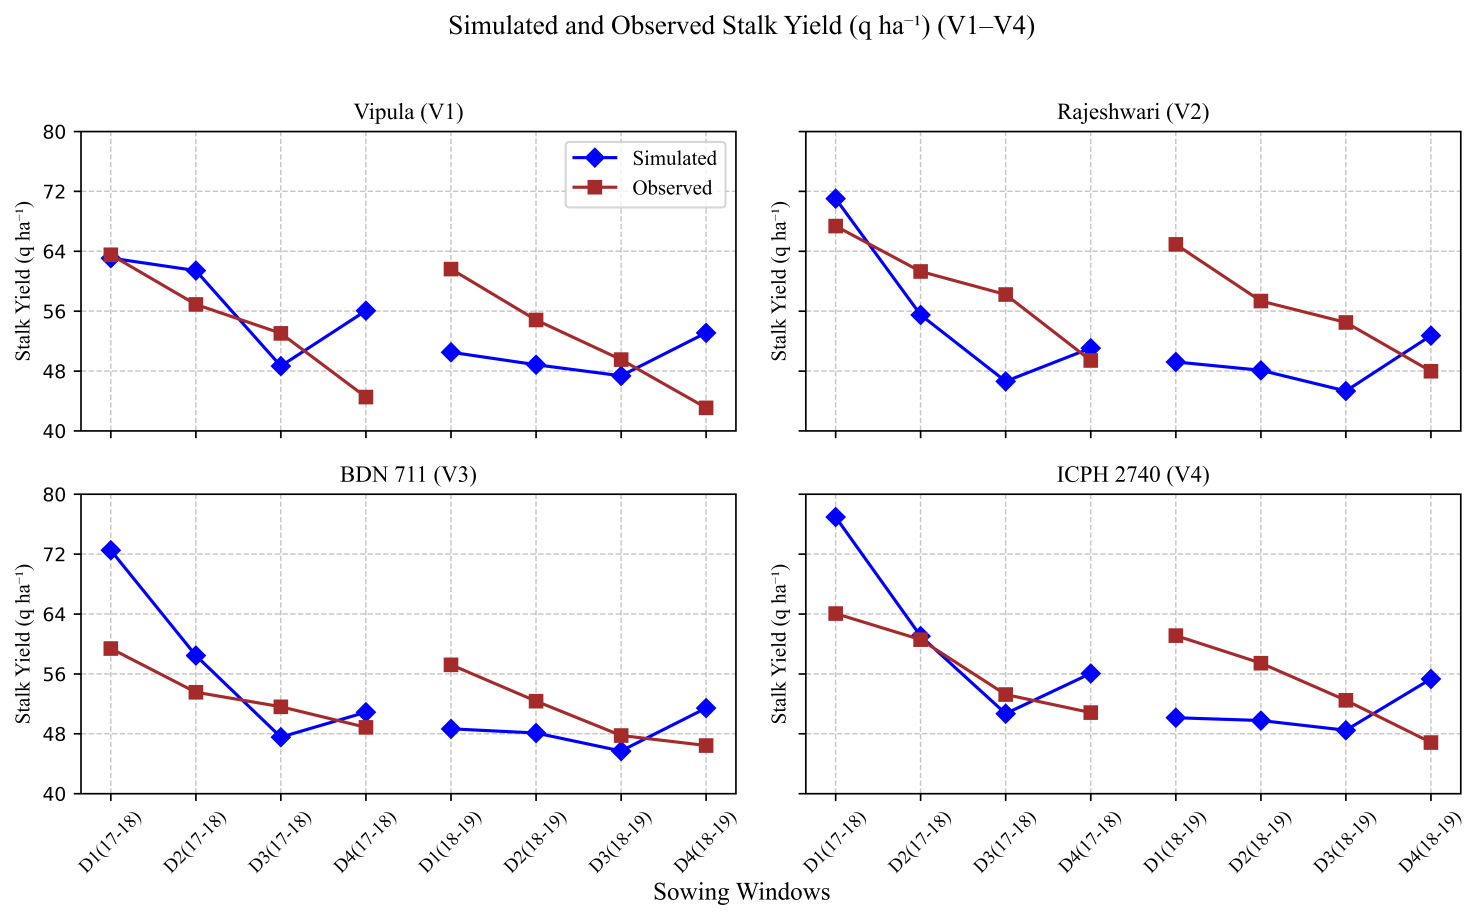 Simulated and Observed Stalk Yield (q ha⁻¹) (V1–V4)
Vipula (V1)
Rajeshwari (V2)
80
72
64
56
48
40
Stalk Yield (q ha⁻¹)
Simulated
Observed
Stalk Yield (q ha⁻¹)
BDN 711 (V3)
ICPH 2740 (V4)
80
72
64
56
48
40
Stalk Yield (q ha⁻¹)
Stalk Yield (q ha⁻¹)
D1(17-18)
D2(17-18)
D3(17-18)
D4(17-18)
D1(18-19)
D2(18-19)
D3(18-19)
D4(18-19)
D1(17-18)
D2(17-18)
D3(17-18)
D4(17-18)
D1(18-19)
D2(18-19)
D3(18-19)
D4(18-19)
Sowing Windows